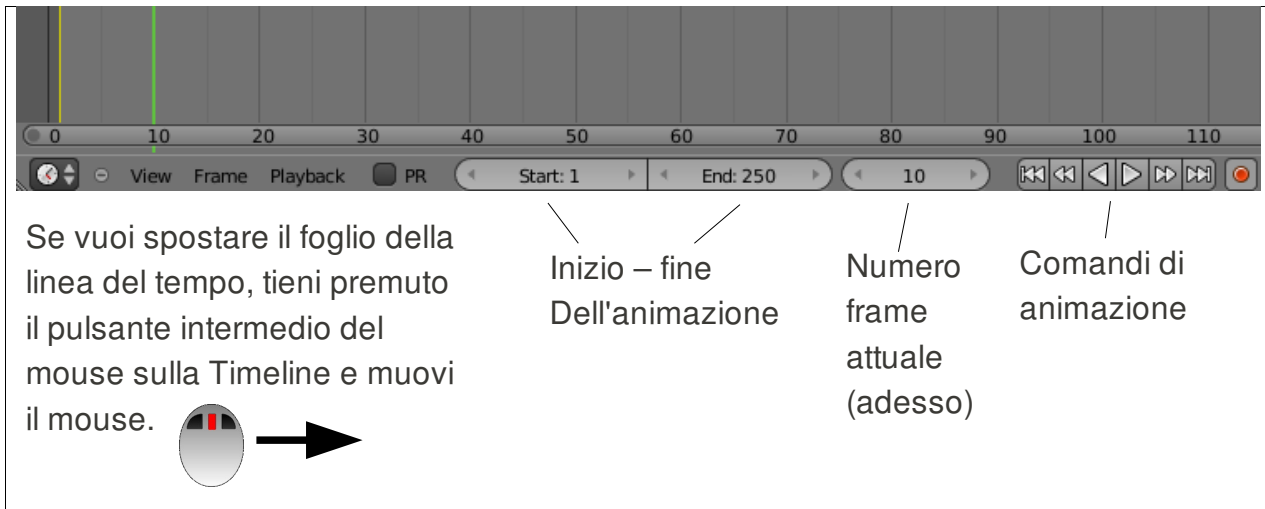 0 10 20 30 40 50 60 70 80 90 100 110
View Frame Playback PR Start: 1 End: 250 10
Se vuoi spostare il foglio della
linea del tempo, tieni premuto
il pulsante intermedio del
mouse sulla Timeline e muovi
il mouse.
Inizio – fine
Dell'animazione
Numero
frame
attuale
(adesso)
Comandi di
animazione